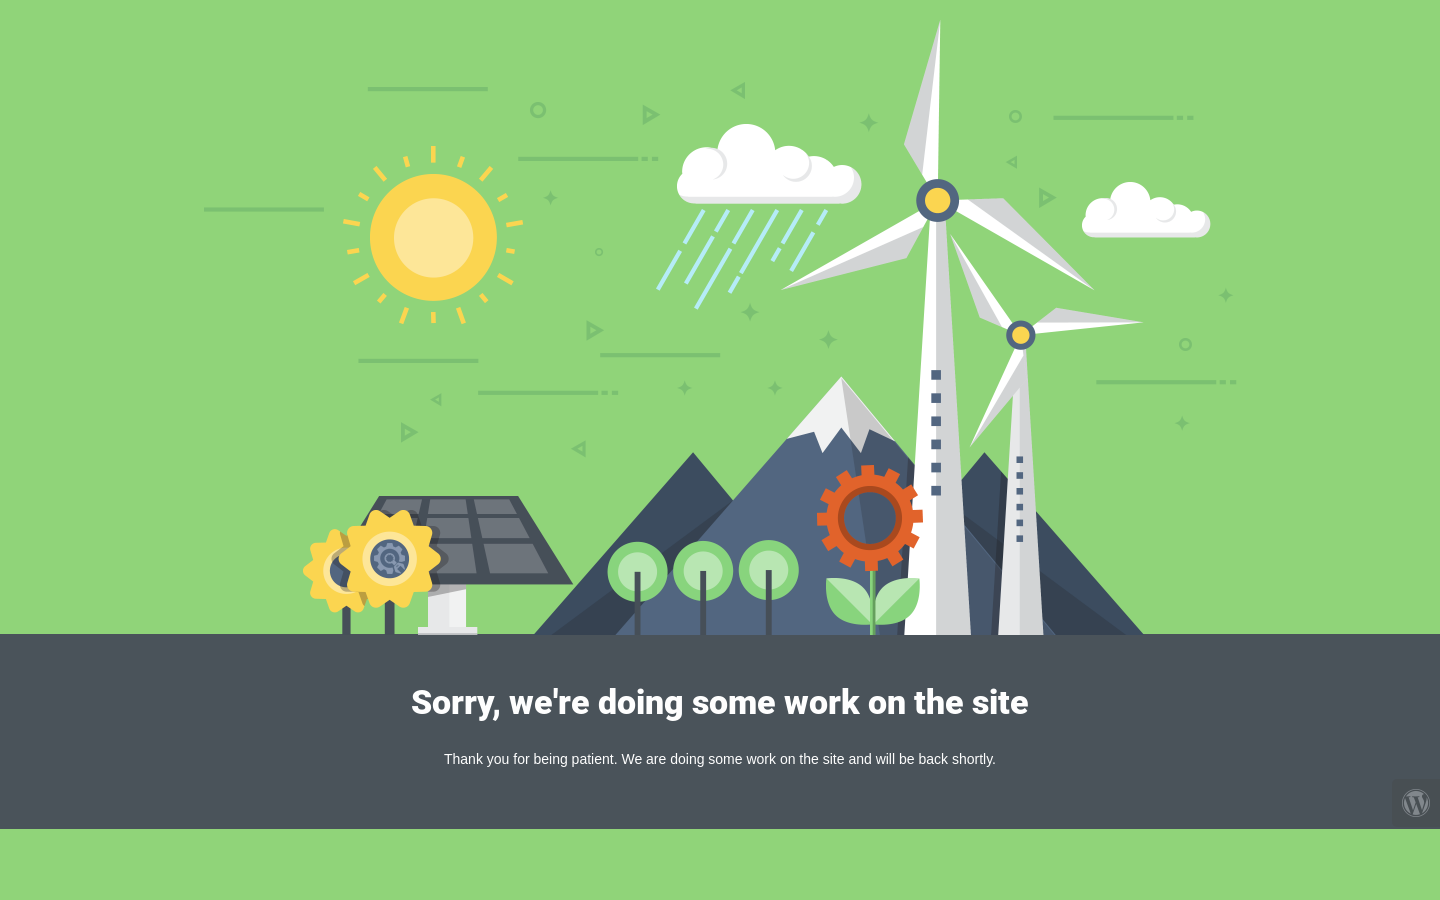 Sorry, we're doing some work on the site
Thank you for being patient. We are doing some work on the site and will be back shortly.